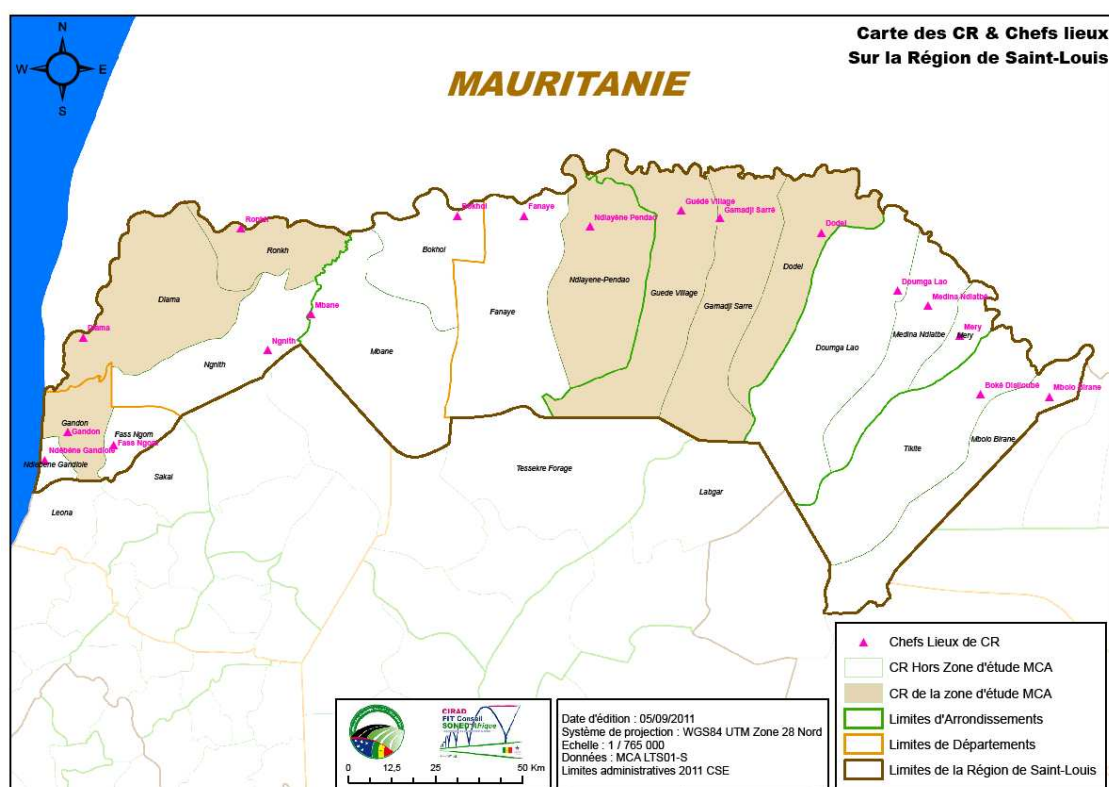 Carte des CR & Chefs lieux
Sur la Région de Saint-Louis
N
W
E
S
MAURITANIE
Bokhol
Fanaye
Guédé Village
Gamadji Sarré
Ndiayène Pendao
Ronkh
Dodel
Ronkh
Bokhol
Dodel
Ndiayene-Pendao
Doumga Lao
Diama
Guede Village
Gamadji Sarre
Medina Ndiatbé
Fanaye
Mbane
Medina Ndiatbe
Mery
Mery
Diama
Ngnith
Mbane
Doumga Lao
Ngnith
Boké Dialloubé
Mbolo Birane
Gandon
Gandon
Fass Ngom
Fass Ngom
Mbolo Birane
Tikite
Ndiébène Gandiole
Ndiebene Gandiole
Sakal
Tessekre Forage
Labgar
Leona
Chefs Lieux de CR
CR Hors Zone d'étude MCA
CR de la zone d'étude MCA
Limites d'Arrondissements
Limites de Départements
Limites de la Région de Saint-Louis
CIRAD
FIT Conseil
SONED Afrique
0 12,5 25 50 Km
Date d'édition : 05/09/2011
Système de projection : WGS84 UTM Zone 28 Nord
Echelle : 1 / 765 000
Données : MCA LTS01-S
Limites administratives 2011 CSE